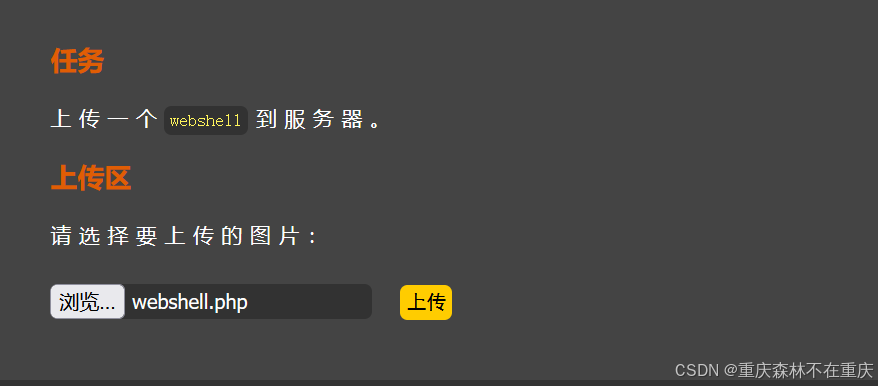 任务
上传一个 webshell 到服务器。
上传区
请选择要上传的图片：
浏览... webshell.php 上传
CSDN @重庆森林不在重庆